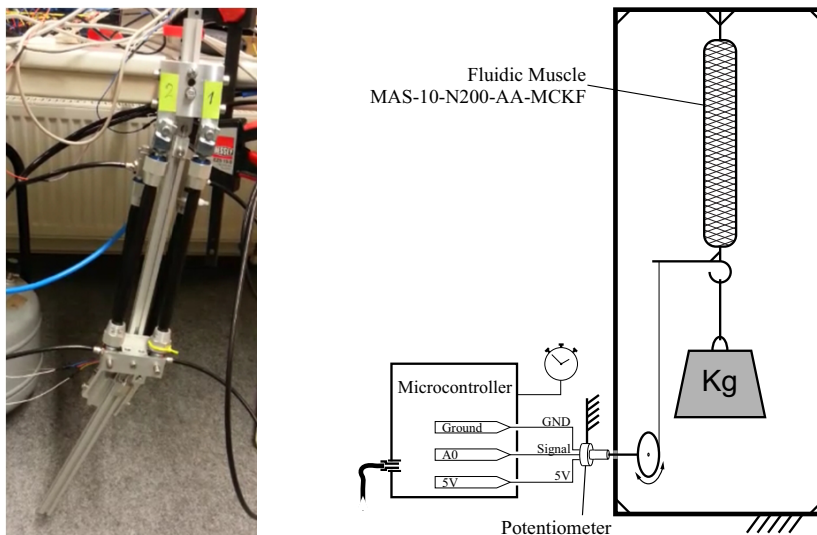 2
1
Fluidic Muscle
MAS-10-N200-AA-MCKF
Kg
Microcontroller
Ground
GND
A0
Signal
5V
5V
Potentiometer